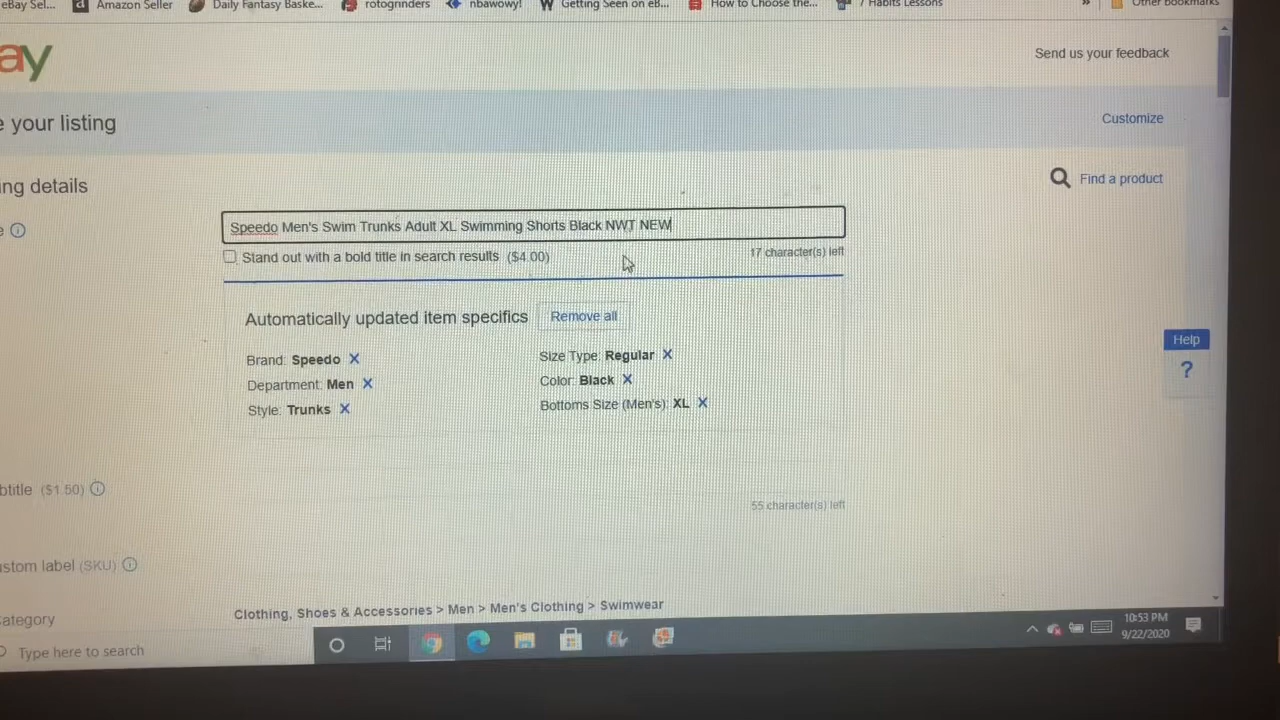 eBay Sel... Amazon Seller Daily Fantasy Baske... rotogrinders nbawowy! Getting Seen on eB... How to Choose the... 7 Habits Lessons » Other bookmarks
ay
Send us your feedback
e your listing
Customize
ing details
Find a product
e
Speedo Men's Swim Trunks Adult XL Swimming Shorts Black NWT NEW
Stand out with a bold title in search results ($4.00)
17 character(s) left
Automatically updated item specifics
Remove all
Brand: Speedo X
Size Type: Regular X
Department: Men X
Color: Black X
Style: Trunks X
Bottoms Size (Men's): XL X
Help
?
btitle ($1.50)
55 character(s) left
ustom label (SKU)
Clothing, Shoes & Accessories > Men > Men's Clothing > Swimwear
ategory
Type here to search
10:53 PM
9/22/2020